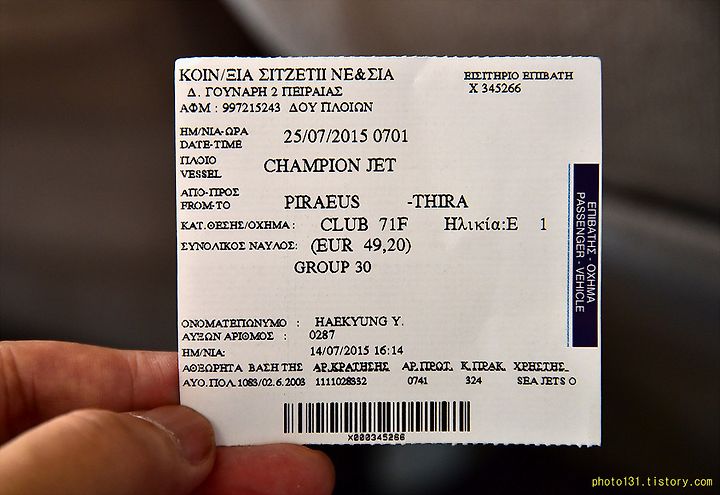 ΚΟΙΝ/ΞΙΑ ΣΙΤΖΕΤΙΙ ΝΕ&ΣΙΑ
ΕΙΣΙΤΗΡΙΟ ΕΠΙΒΑΤΗ
Δ. ΓΟΥΝΑΡΗ 2 ΠΕΙΡΑΙΑΣ
X 345266
ΑΦΜ : 997215243 ΔΟΥ ΠΛΟΙΩΝ
ΗΜ/ΝΙΑ-ΩΡΑ
DATE-TIME
25/07/2015 0701
ΠΛΟΙΟ
VESSEL
CHAMPION JET
ΑΠΟ-ΠΡΟΣ
FROM-TO
PIRAEUS -THIRA
ΚΑΤ.ΘΕΣΗΣ/ΟΧΗΜΑ : CLUB 71F Ηλικία:Ε 1
ΣΥΝΟΛΙΚΟΣ ΝΑΥΛΟΣ: (EUR 49,20)
GROUP 30
ΕΠΙΒΑΤΗΣ - ΟΧΗΜΑ
PASSENGER - VEHICLE
ΟΝΟΜΑΤΕΠΩΝΥΜΟ : HAEKYUNG Y.
ΑΥΞΩΝ ΑΡΙΘΜΟΣ : 0287
ΗΜ/ΝΙΑ: 14/07/2015 16:14
ΑΘΕΩΡΗΤΑ ΒΑΣΗ ΤΗΣ ΑΡ.ΚΡΑΤΗΣΗΣ ΑΡ.ΠΡΩΤ. Κ.ΠΡΑΚ. ΧΡΗΣΤΗΣ
ΑΥΟ.ΠΟΛ.1083/02.6.2003 1111028332 0741 324 SEA JETS O
X000345266
photo131.tistory.com